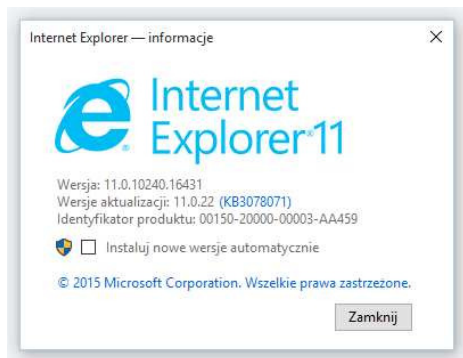 Internet Explorer — informacje
Internet
Explorer®11
Wersja: 11.0.10240.16431
Wersje aktualizacji: 11.0.22 (KB3078071)
Identyfikator produktu: 00150-20000-00003-AA459
Instaluj nowe wersje automatycznie
© 2015 Microsoft Corporation. Wszelkie prawa zastrzeżone.
Zamknij